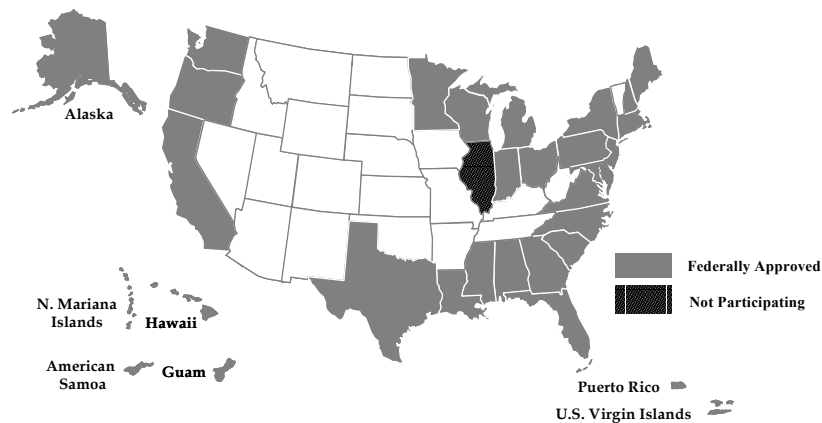 Alaska
Federally Approved
Not Participating
N. Mariana
Islands
Hawaii
American
Samoa
Guam
Puerto Rico
U.S. Virgin Islands